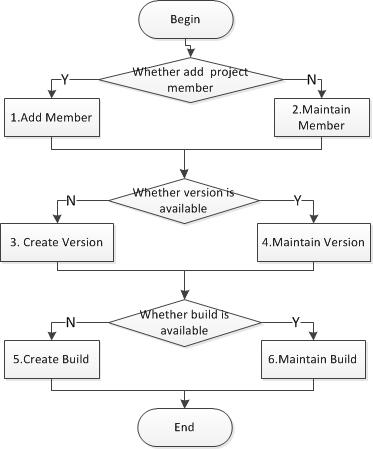 Begin
Whether add  project
member
Y
N
1.Add Member
2.Maintain
Member
Whether version is
available
N
Y
3. Create Version
4.Maintain Version
Whether build is
available
N
Y
5.Create Build
6.Maintain Build
End